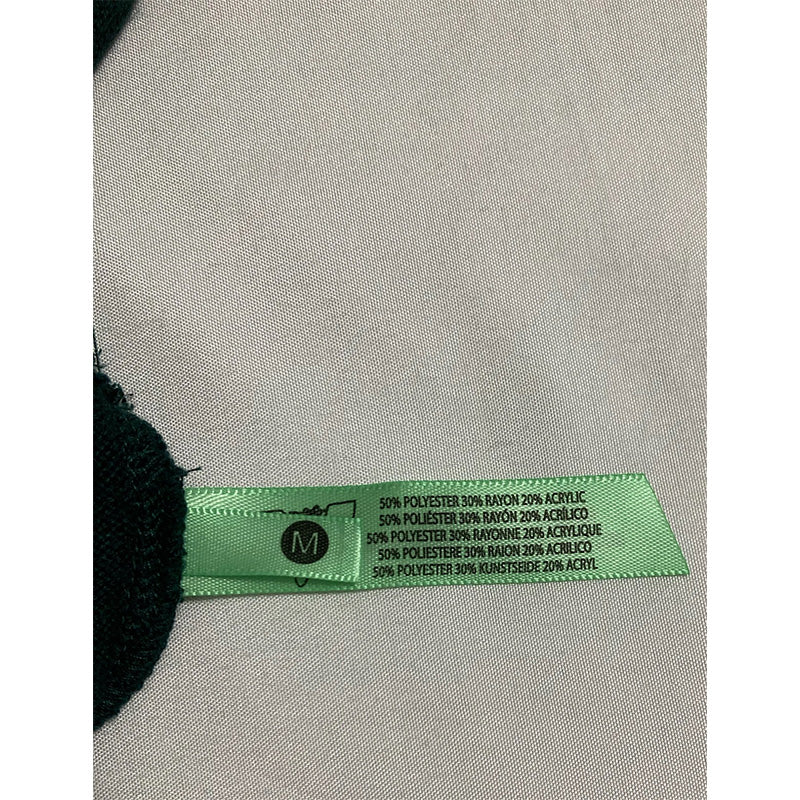 50% POLYESTER 30% RAYON 20% ACRYLIC
50% POLIÉSTER 30% RAYÓN 20% ACRÍLICO
50% POLYESTER 30% RAYONNE 20% ACRYLIQUE
50% POLIESTERE 30% RAION 20% ACRILICO
50% POLYESTER 30% KUNSTSEIDE 20% ACRYL
M